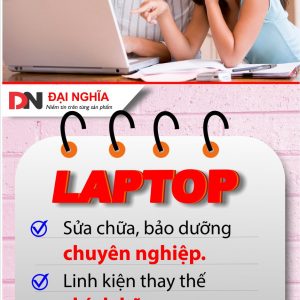 DN ĐẠI NGHĨA
Niềm tin trên từng sản phẩm
LAPTOP
Sửa chữa, bảo dưỡng
chuyên nghiệp.
Linh kiện thay thế